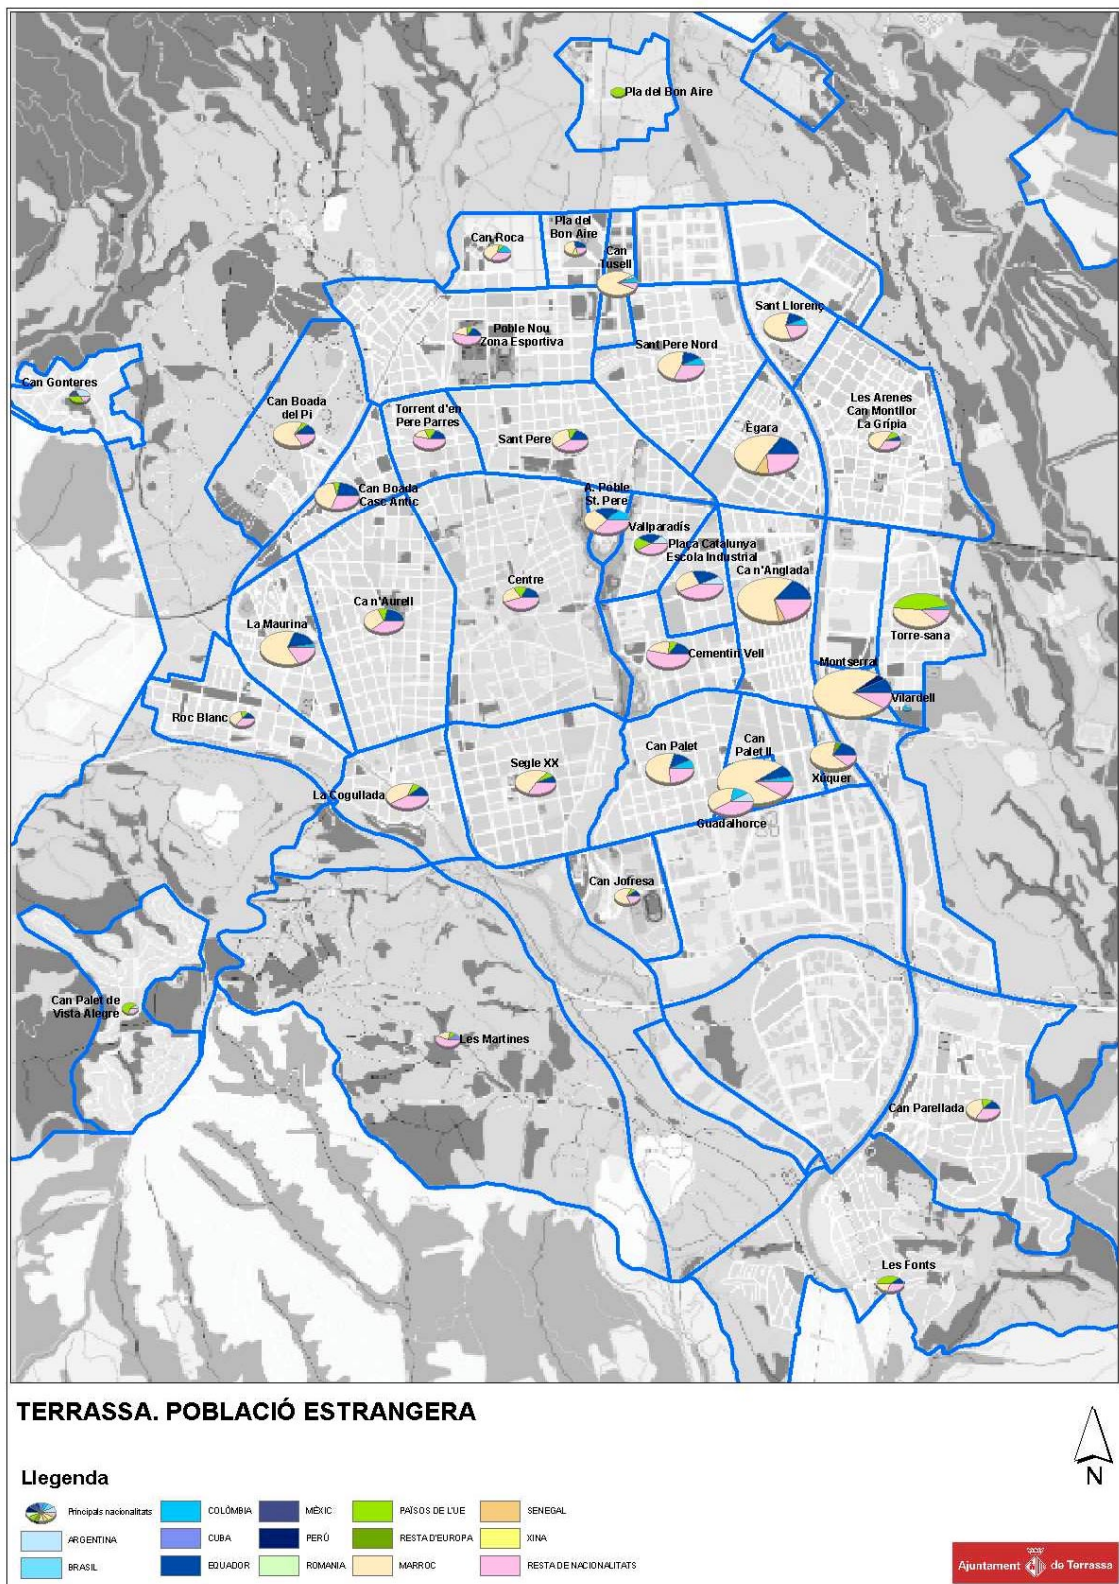 Pla del Bon Aire
Pla del
Bon Aire
Can Roca
Can
Tusell
Sant Llorenç
Poble Nou
Zona Esportiva
Sant Pere Nord
Can Gonteres
Can Boada
del Pi
Torrent d'en
Pere Parres
Sant Pere
Ègara
Les Arenes
Can Montllor
La Grípia
Can Boada
Casc Antic
A. Poble
St. Pere
Vallparadís
Plaça Catalunya
Escola Industrial
Ca n'Anglada
Centre
Ca n'Aurell
La Maurina
Torre-sana
Cementiri Vell
Montserrat
Vilardell
Roc Blanc
Can Palet
Can
Palet II
Xúquer
Segle XX
La Cogullada
Guadalhorce
Can Jofresa
Can Palet de
Vista Alegre
Les Martines
Can Parellada
Les Fonts
TERRASSA. POBLACIÓ ESTRANGERA
N
Llegenda
Principals nacionalitats
COLÒMBIA
MÈXIC
PAÏSOS DE L'UE
SENEGAL
ARGENTINA
CUBA
PERÚ
RESTA D'EUROPA
XINA
BRASIL
EQUADOR
ROMANIA
MARROC
RESTA DE NACIONALITATS
Ajuntament de Terrassa